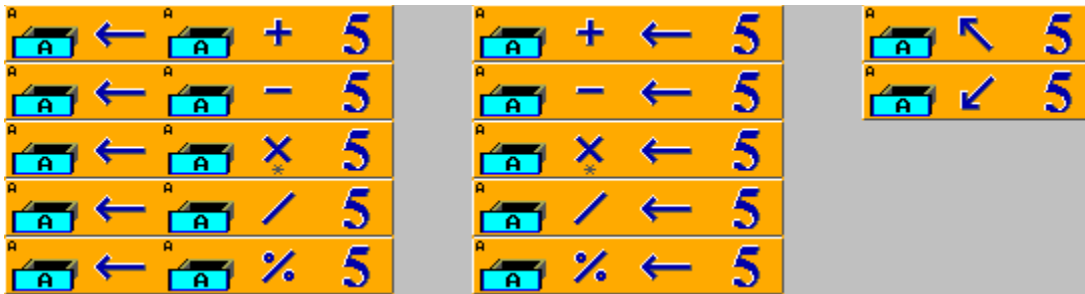 A A ← A A + 5 A A + ← 5 A A ↖ 5
A A ← A A − 5 A A − ← 5 A A ↙ 5
A A ← A A × * 5 A A × * ← 5
A A ← A A / 5 A A / ← 5
A A ← A A % 5 A A % ← 5